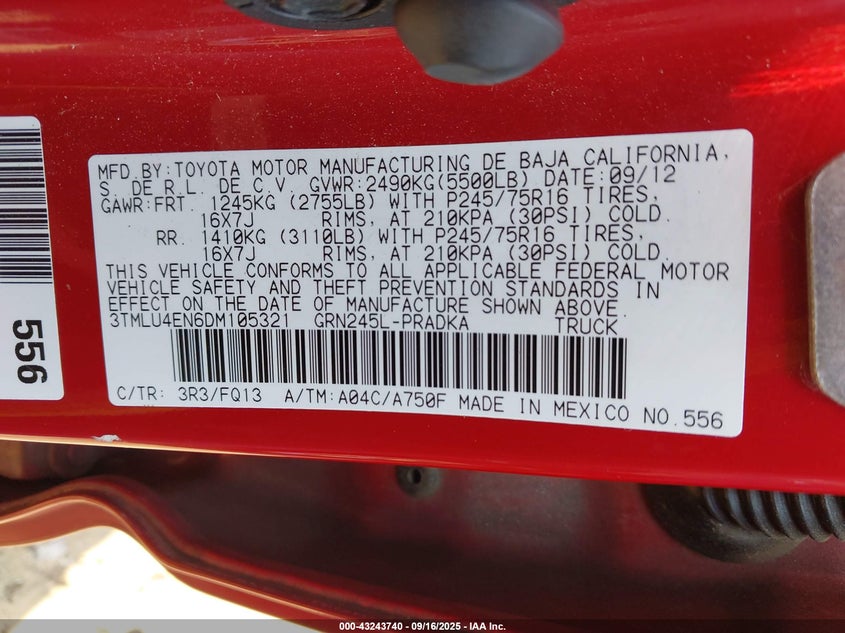 MFD.BY:TOYOTA MOTOR MANUFACTURING DE BAJA CALIFORNIA,
S. DE R.L. DE C.V. GVWR:2490KG(5500LB) DATE:09/12
GAWR:FRT. 1245KG (2755LB) WITH P245/75R16 TIRES,
16X7J RIMS, AT 210KPA (30PSI) COLD.
RR. 1410KG (3110LB) WITH P245/75R16 TIRES,
16X7J RIMS, AT 210KPA (30PSI) COLD.
THIS VEHICLE CONFORMS TO ALL APPLICABLE FEDERAL MOTOR
VEHICLE SAFETY AND THEFT PREVENTION STANDARDS IN
EFFECT ON THE DATE OF MANUFACTURE SHOWN ABOVE.
3TMLU4EN6DM105321 GRN245L-PRADKA TRUCK
C/TR: 3R3/FQ13 A/TM:A04C/A750F MADE IN MEXICO NO.556
556
000-43243740 - 09/16/2025 - IAA Inc.